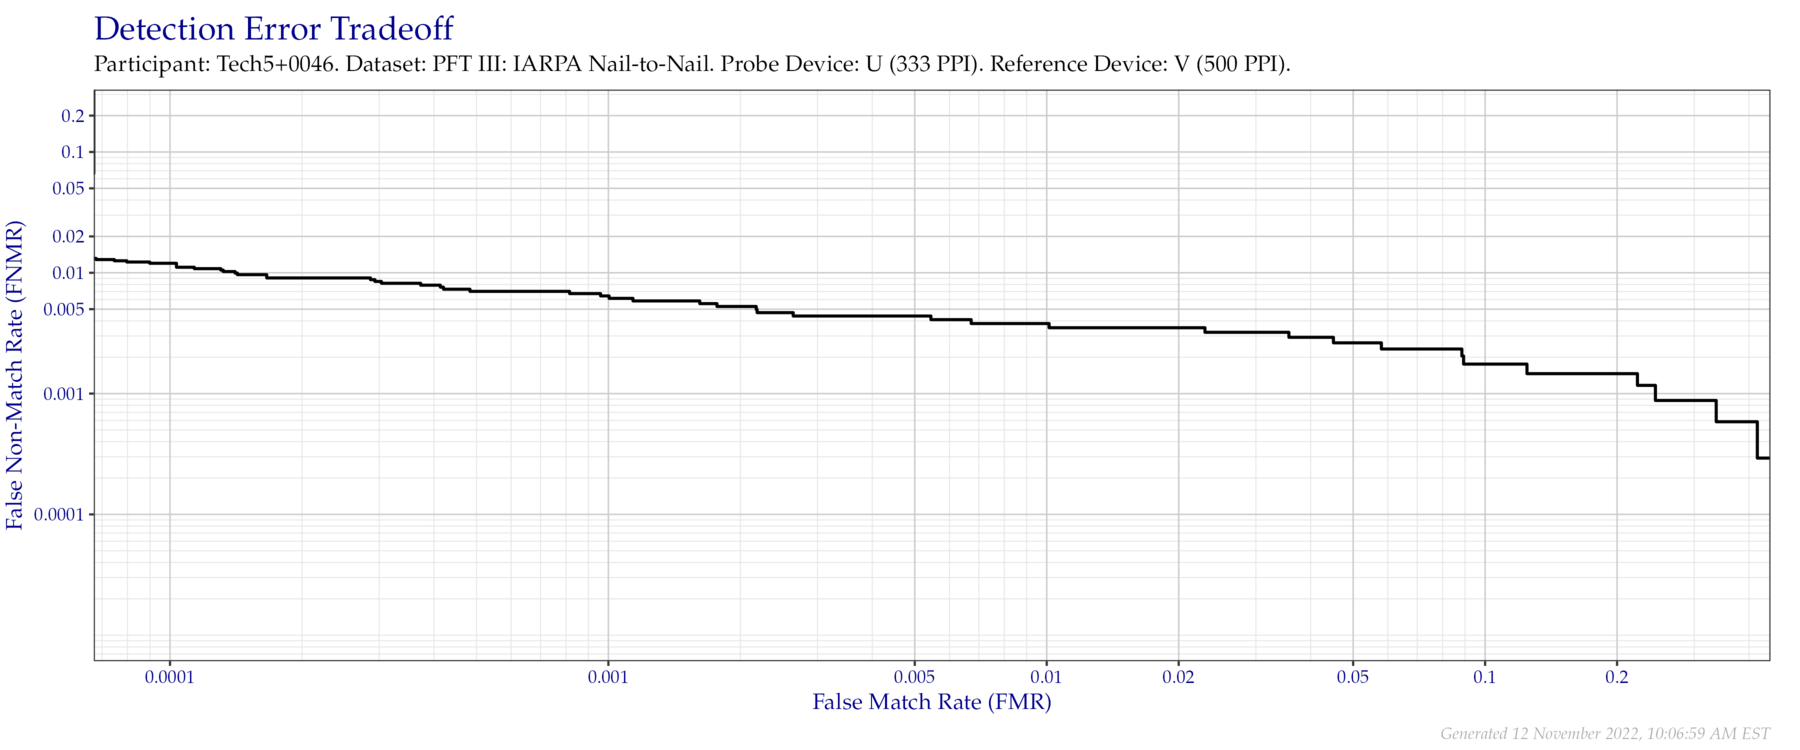 Detection Error Tradeoff
Participant: Tech5+0046. Dataset: PFT III: IARPA Nail-to-Nail. Probe Device: U (333 PPI). Reference Device: V (500 PPI).
False Non-Match Rate (FNMR)
0.2
0.1
0.05
0.02
0.01
0.005
0.001
0.0001
0.0001 0.001 0.005 0.01 0.02 0.05 0.1 0.2
False Match Rate (FMR)
Generated 12 November 2022, 10:06:59 AM EST